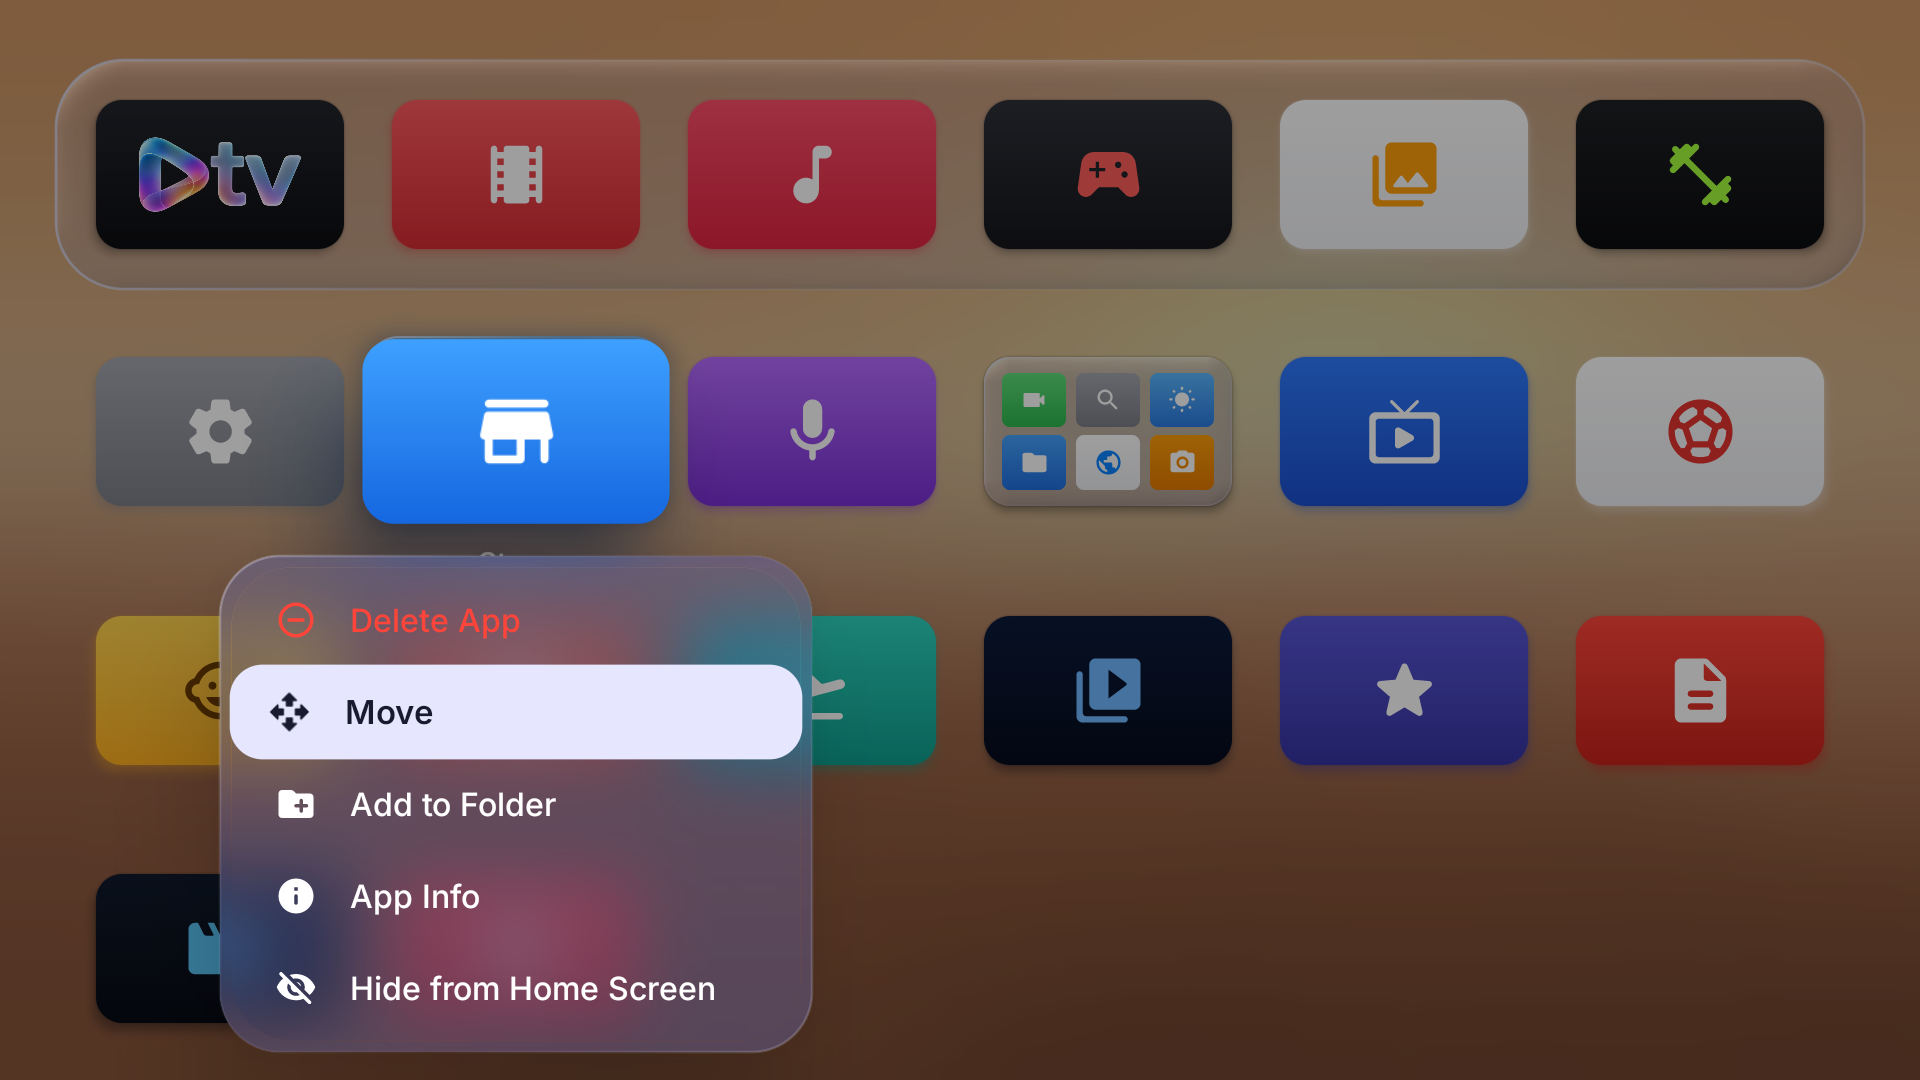 tv
Delete App
Move
Add to Folder
App Info
Hide from Home Screen